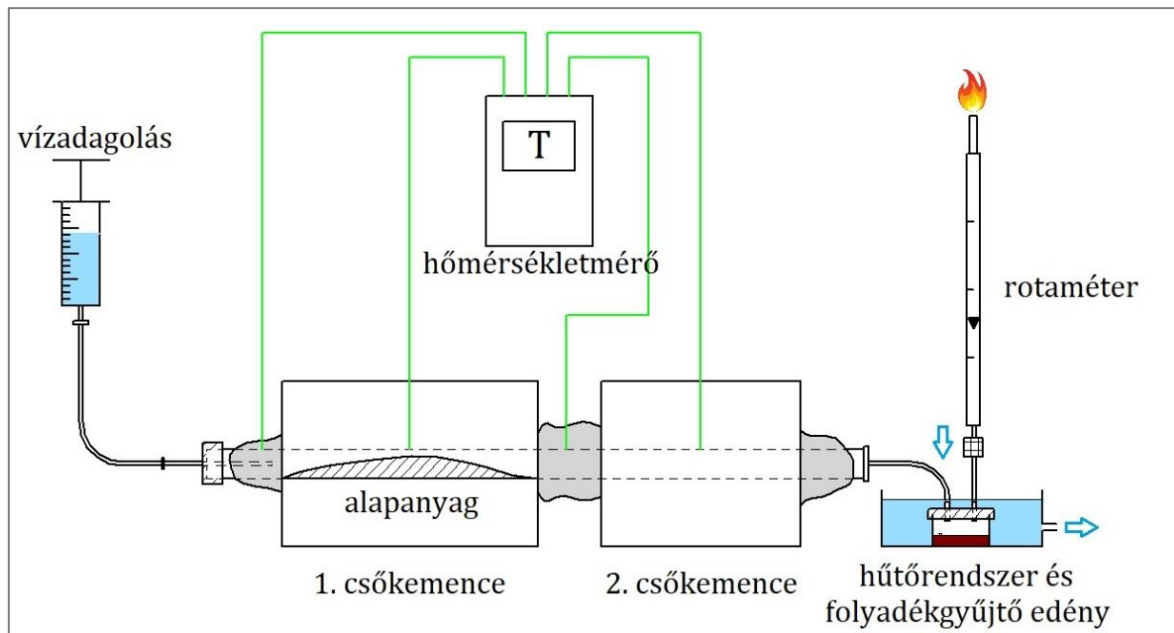 vízadagolás
T
hőmérsékletmérő
rotaméter
alapanyag
1. csőkemence
2. csőkemence
hűtőrendszer és
folyadékgyűjtő edény